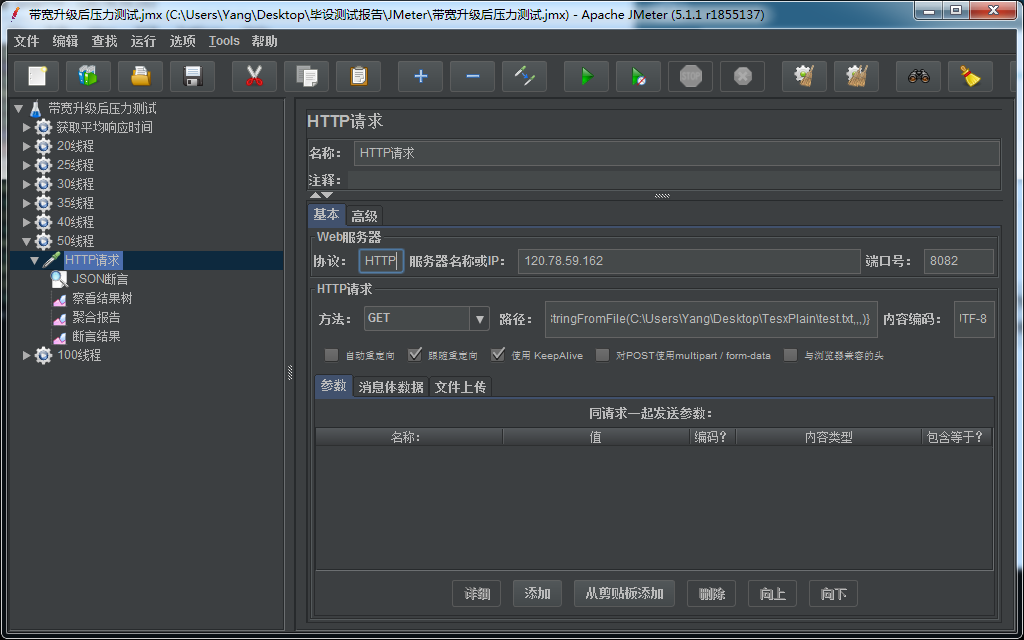 带宽升级后压力测试.jmx (C:\Users\Yang\Desktop\毕设测试报告\JMeter\带宽升级后压力测试.jmx) - Apache JMeter (5.1.1 r1855137)
文件 编辑 查找 运行 选项 Tools 帮助
STOP
带宽升级后压力测试
获取平均响应时间
20线程
25线程
30线程
35线程
40线程
50线程
HTTP请求
JSON断言
察看结果树
聚合报告
断言结果
100线程
HTTP请求
名称： HTTP请求
注释：
基本 高级
Web服务器
协议： HTTP 服务器名称或IP： 120.78.59.162 端口号： 8082
HTTP请求
方法： GET 路径： tringFromFile(C:\Users\Yang\Desktop\TesxPlain\test.txt,,,)} 内容编码： TF-8
自动重定向 跟随重定向 使用 KeepAlive 对POST使用multipart / form-data 与浏览器兼容的头
参数 消息体数据 文件上传
同请求一起发送参数：
名称： 值 编码? 内容类型 包含等于?
详细 添加 从剪贴板添加 删除 向上 向下